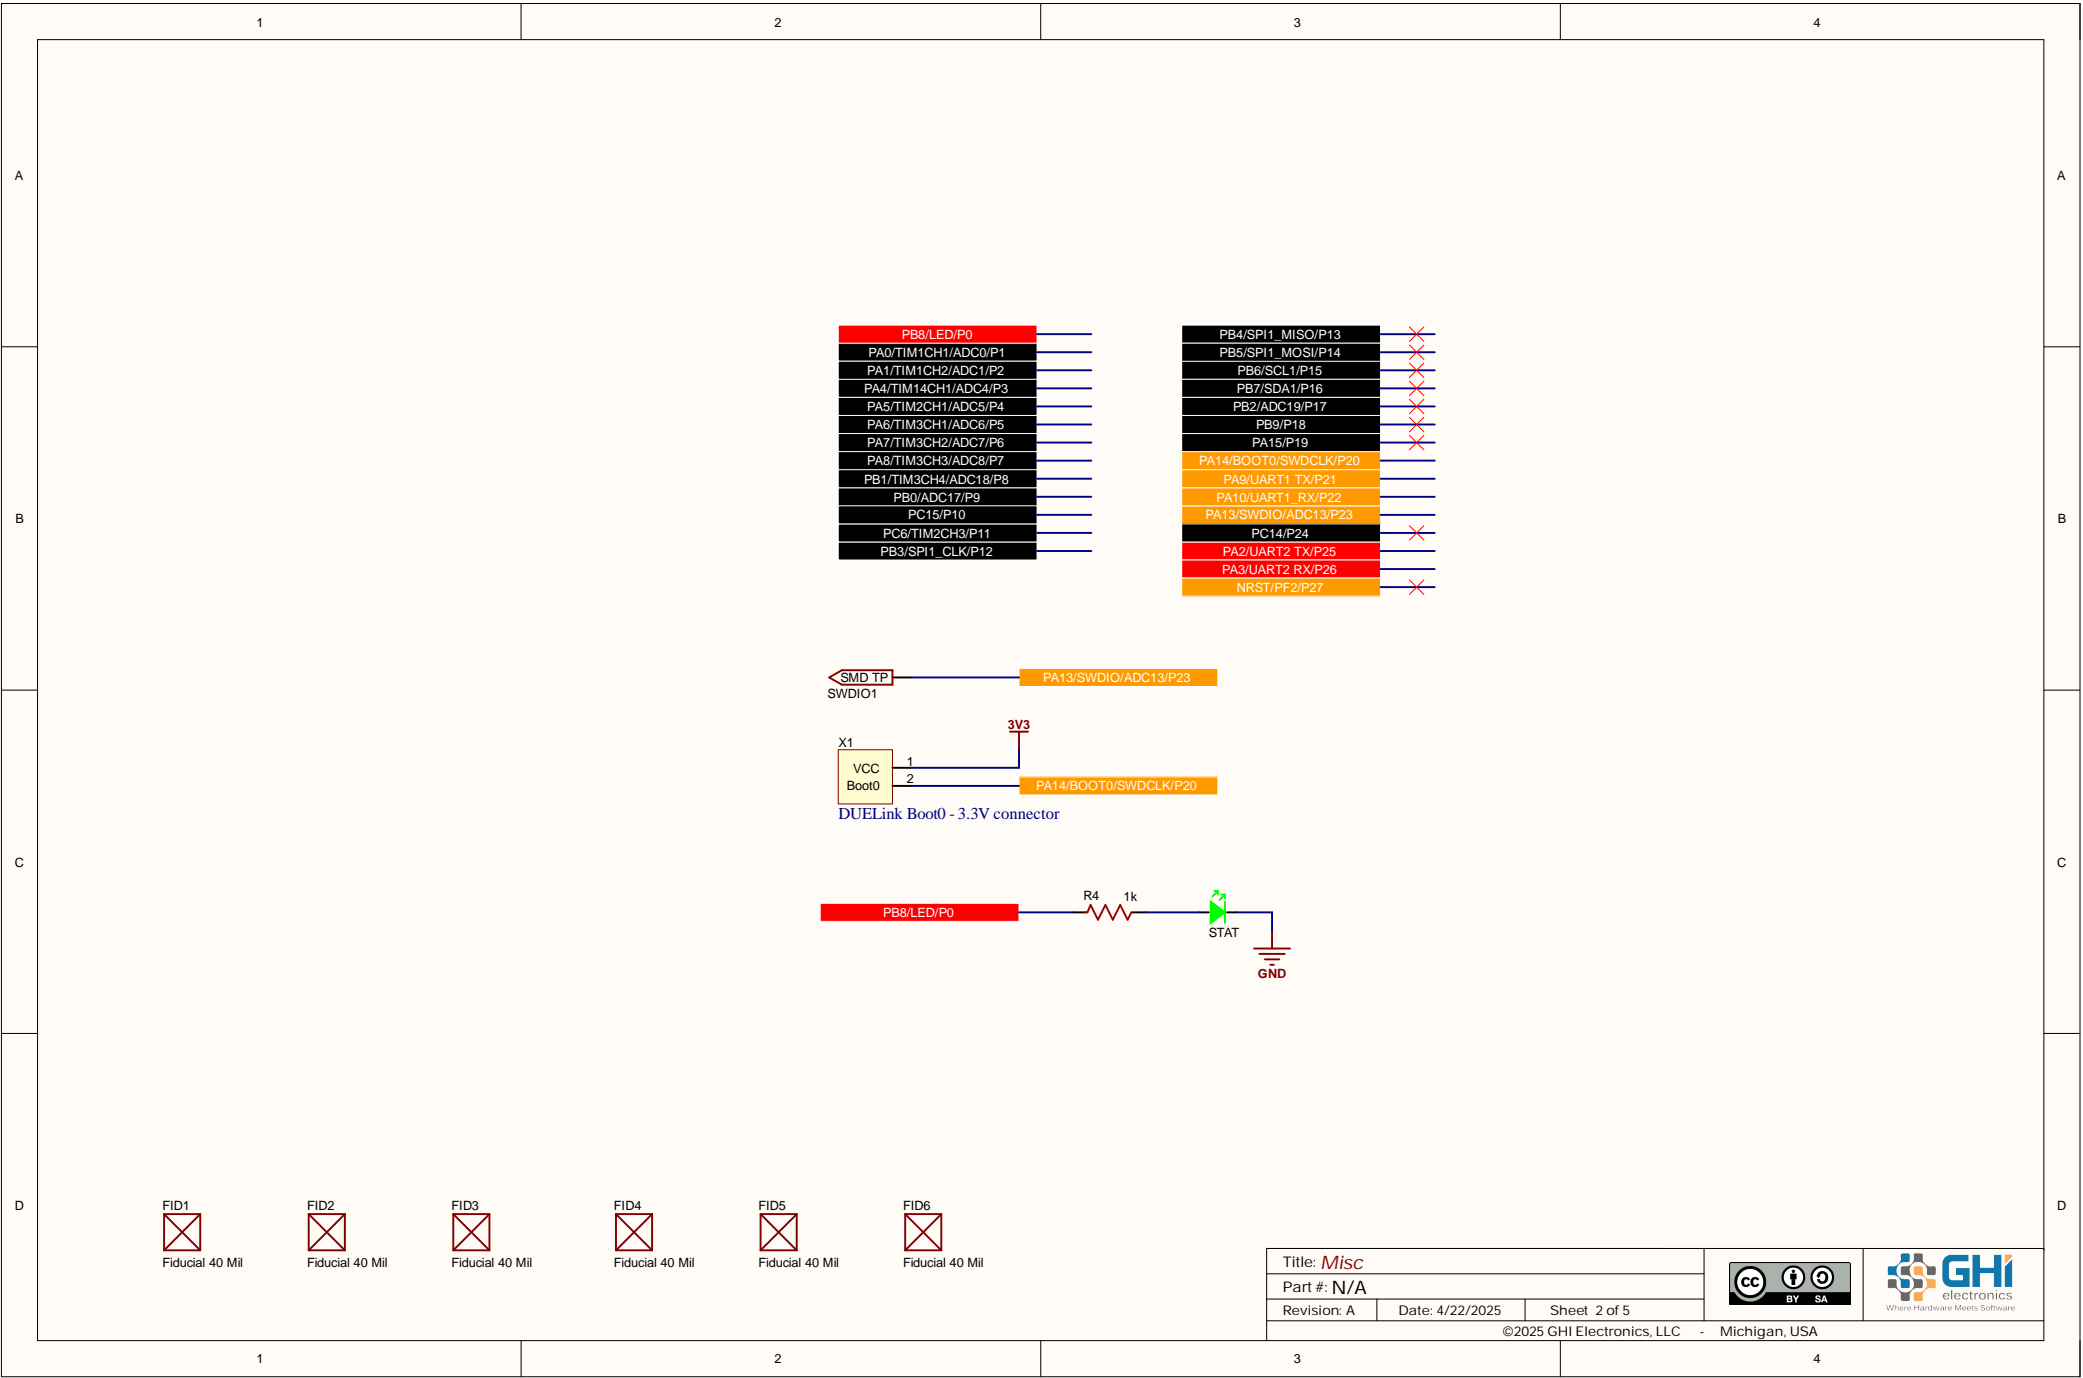 1 2 3 4
A A
PB8/LED/P0
PA0/TIM1CH1/ADC0/P1
PA1/TIM1CH2/ADC1/P2
PA4/TIM14CH1/ADC4/P3
PA5/TIM2CH1/ADC5/P4
PA6/TIM3CH1/ADC6/P5
PA7/TIM3CH2/ADC7/P6
PA8/TIM3CH3/ADC8/P7
PB1/TIM3CH4/ADC18/P8
PB0/ADC17/P9
PC15/P10
PC6/TIM2CH3/P11
PB3/SPI1_CLK/P12
PB4/SPI1_MISO/P13
PB5/SPI1_MOSI/P14
PB6/SCL1/P15
PB7/SDA1/P16
PB2/ADC19/P17
PB9/P18
PA15/P19
PA14/BOOT0/SWDCLK/P20
PA9/UART1 TX/P21
PA10/UART1_RX/P22
PA13/SWDIO/ADC13/P23
PC14/P24
PA2/UART2 TX/P25
PA3/UART2 RX/P26
NRST/PF2/P27
B B
SMD TP PA13/SWDIO/ADC13/P23
SWDIO1
3V3
X1
VCC 1
Boot0 2 PA14/BOOT0/SWDCLK/P20
DUELink Boot0 - 3.3V connector
C C
R4 1k
PB8/LED/P0
STAT
GND
D D
FID1 FID2 FID3 FID4 FID5 FID6
Fiducial 40 Mil Fiducial 40 Mil Fiducial 40 Mil Fiducial 40 Mil Fiducial 40 Mil Fiducial 40 Mil
Title: Misc
Part #: N/A
Revision: A Date: 4/22/2025 Sheet 2 of 5
cc BY SA
GHI electronics
Where Hardware Meets Software
©2025 GHI Electronics, LLC - Michigan, USA
1 2 3 4